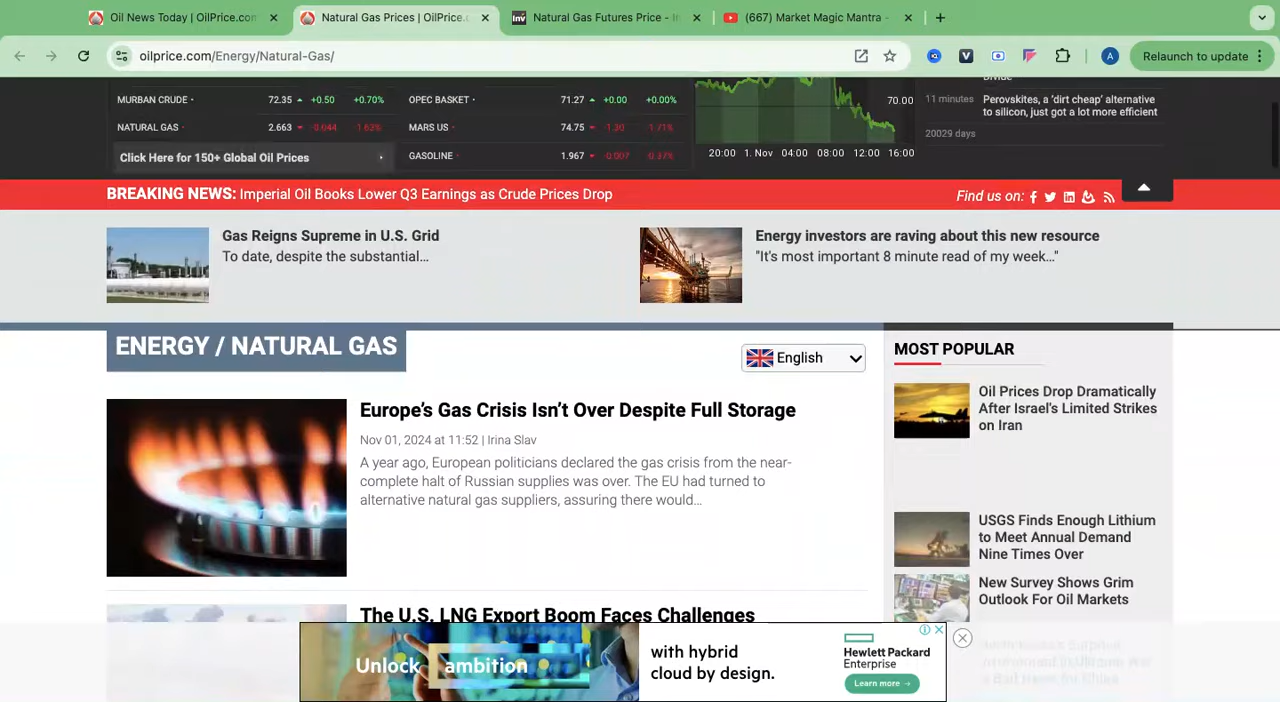 Oil News Today | OilPrice.com
Natural Gas Prices | OilPrice.c
Inv Natural Gas Futures Price - In
(667) Market Magic Mantra -
oilprice.com/Energy/Natural-Gas/
V
A
Relaunch to update
MURBAN CRUDE 72.35 +0.50 +0.70%
OPEC BASKET 71.27 +0.00 +0.00%
NATURAL GAS 2.663 -0.044 -1.63%
MARS US 74.75 -1.30 -1.71%
Click Here for 150+ Global Oil Prices
GASOLINE 1.967 -0.007 -0.37%
70.00
20:00 1. Nov 04:00 08:00 12:00 16:00
Divide
11 minutes Perovskites, a 'dirt cheap' alternative
to silicon, just got a lot more efficient
20029 days
BREAKING NEWS: Imperial Oil Books Lower Q3 Earnings as Crude Prices Drop
Find us on:
Gas Reigns Supreme in U.S. Grid
To date, despite the substantial...
Energy investors are raving about this new resource
"It's most important 8 minute read of my week..."
ENERGY / NATURAL GAS
English
Europe's Gas Crisis Isn't Over Despite Full Storage
Nov 01, 2024 at 11:52 | Irina Slav
A year ago, European politicians declared the gas crisis from the near-
complete halt of Russian supplies was over. The EU had turned to
alternative natural gas suppliers, assuring there would...
The U.S. LNG Export Boom Faces Challenges
MOST POPULAR
Oil Prices Drop Dramatically
After Israel's Limited Strikes
on Iran
USGS Finds Enough Lithium
to Meet Annual Demand
Nine Times Over
New Survey Shows Grim
Outlook For Oil Markets
Unlock ambition
with hybrid
cloud by design.
Hewlett Packard
Enterprise
Learn more →